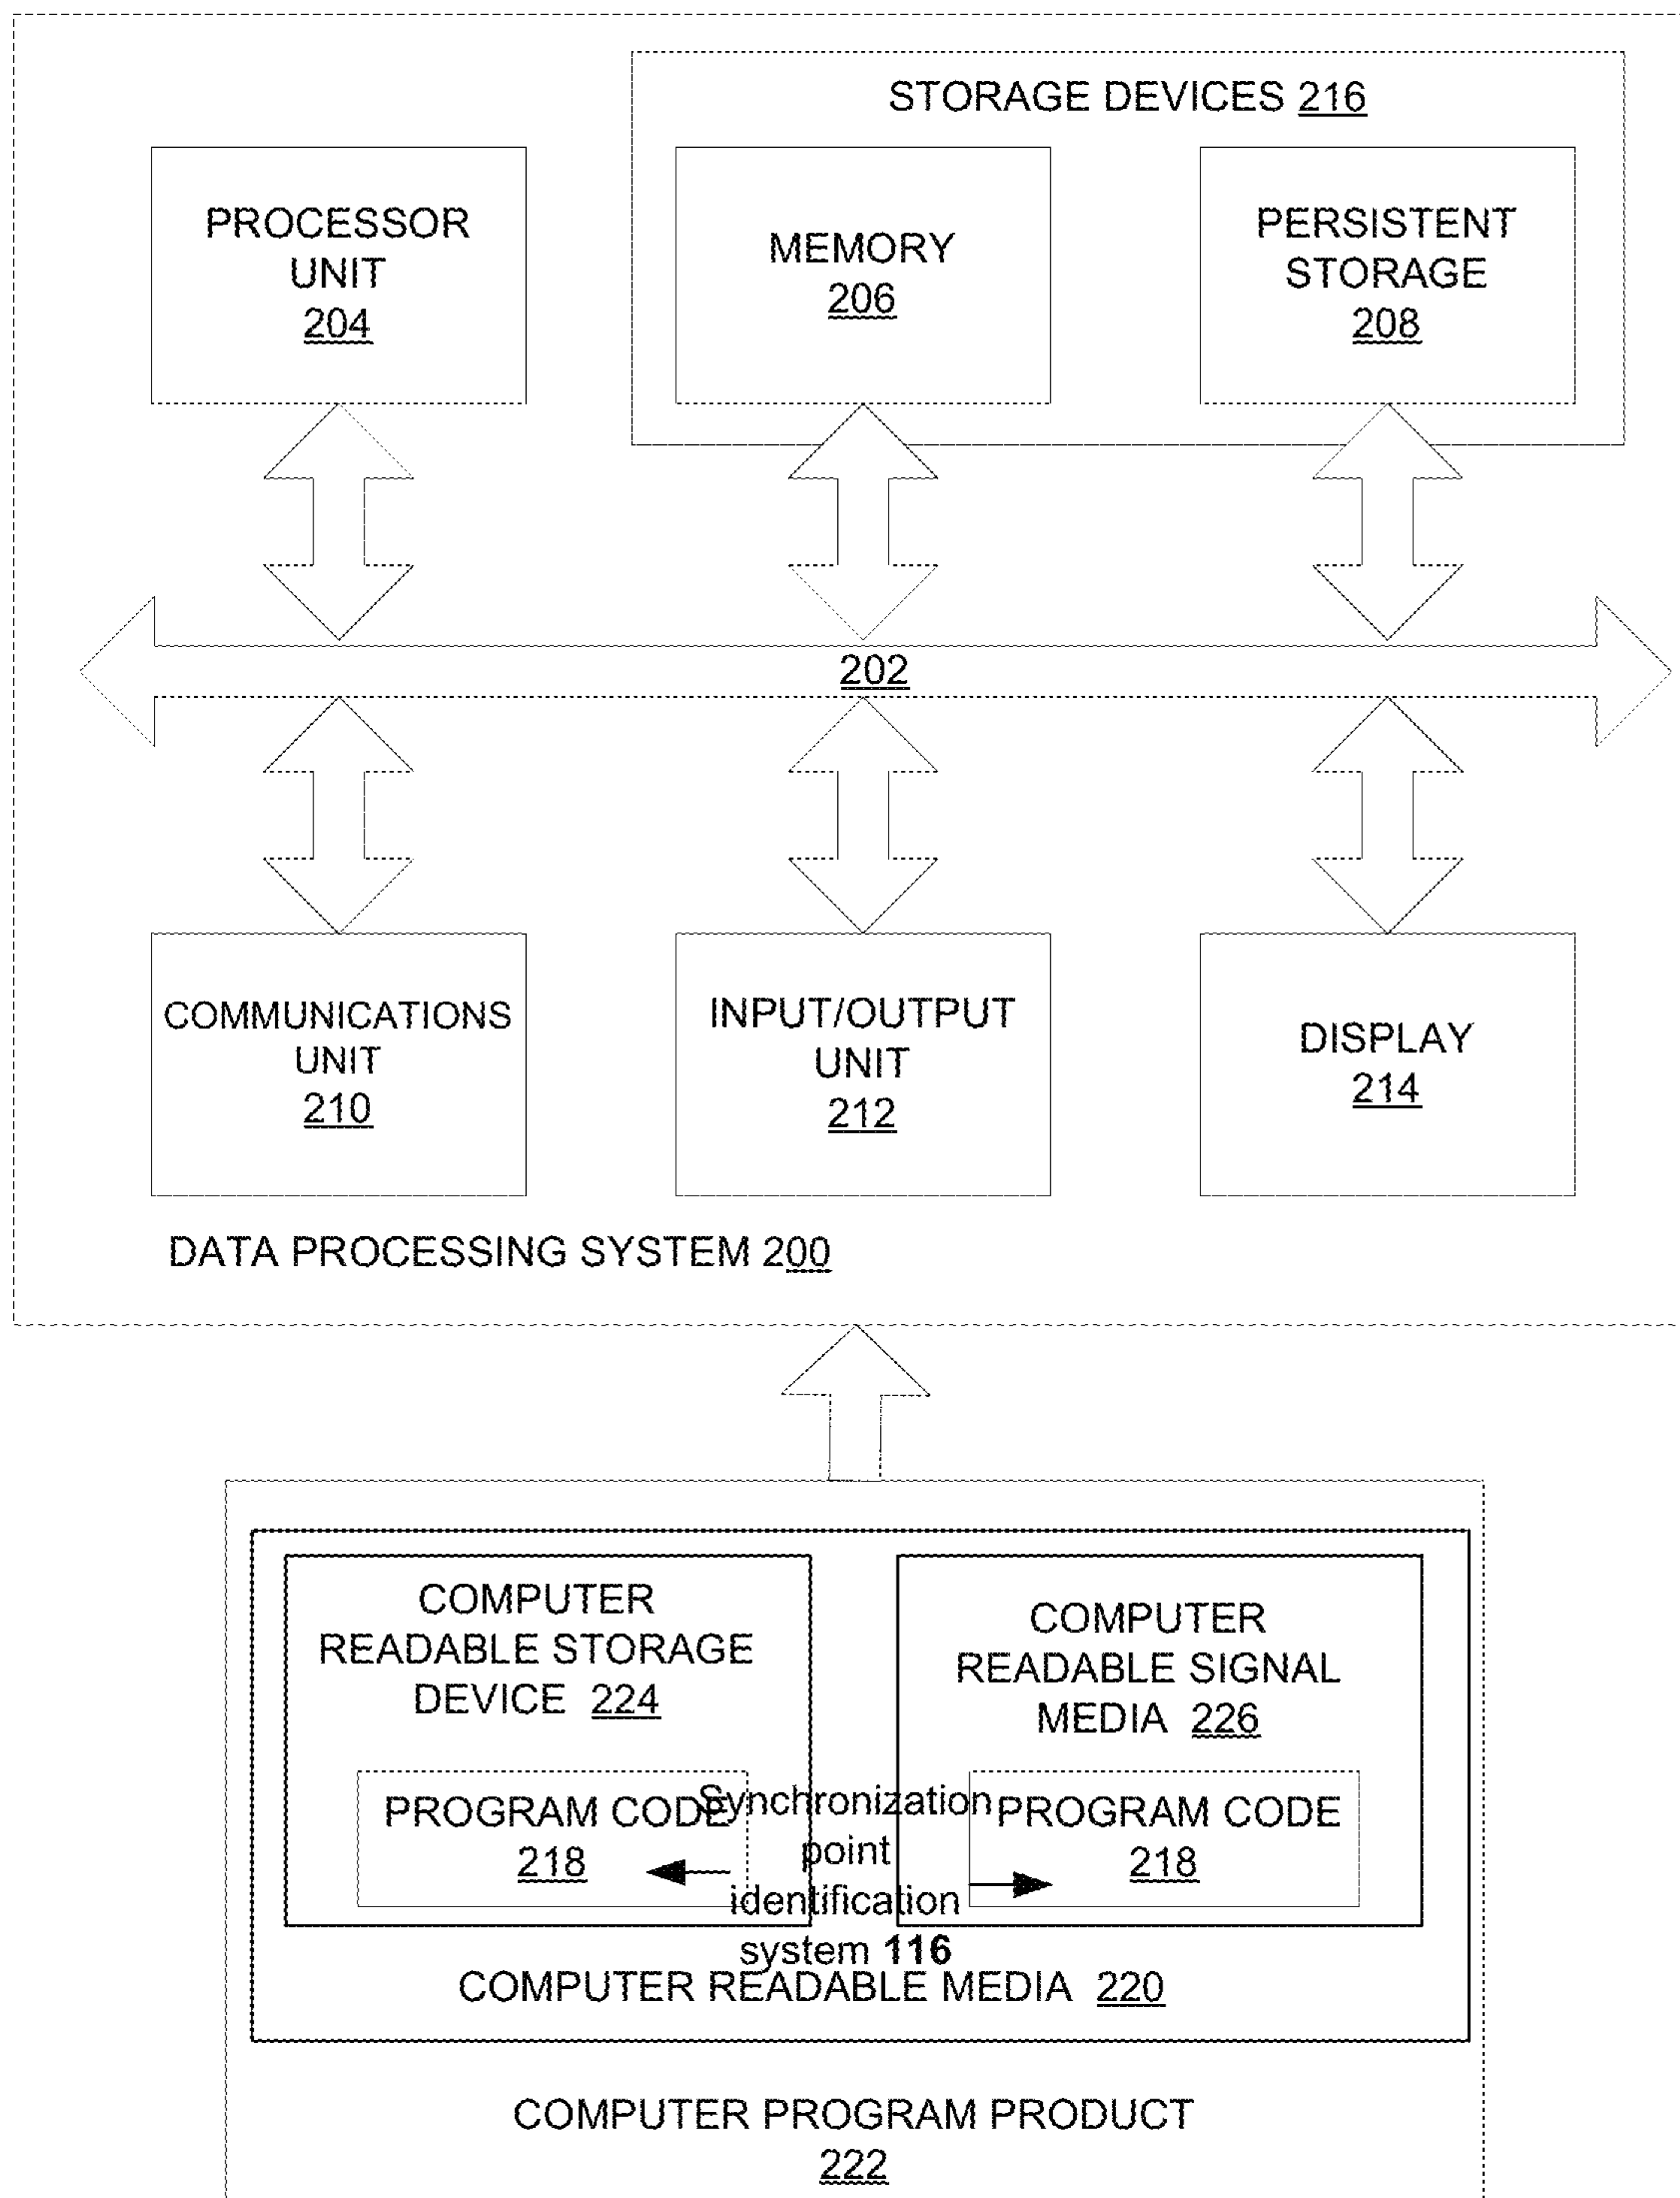 STORAGE DEVICES 216
PROCESSOR
UNIT
204
MEMORY
206
PERSISTENT
STORAGE
208
202
COMMUNICATIONS
UNIT
210
INPUT/OUTPUT
UNIT
212
DISPLAY
214
DATA PROCESSING SYSTEM 200
COMPUTER
READABLE STORAGE
DEVICE 224
COMPUTER
READABLE SIGNAL
MEDIA 226
PROGRAM CODE
218
Synchronization
point
identification
system 116
PROGRAM CODE
218
COMPUTER READABLE MEDIA 220
COMPUTER PROGRAM PRODUCT
222